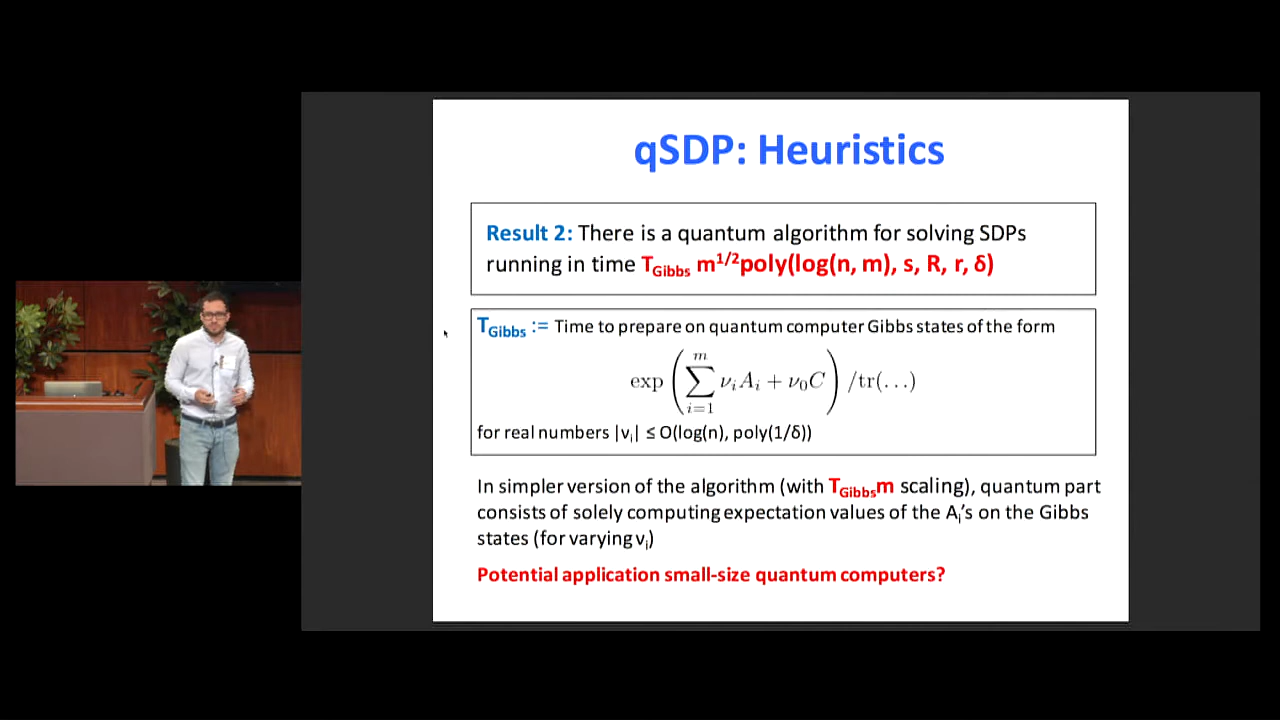 qSDP: Heuristics
Result 2: There is a quantum algorithm for solving SDPs
running in time T_Gibbs m^1/2 poly(log(n, m), s, R, r, δ)
T_Gibbs := Time to prepare on quantum computer Gibbs states of the form
exp ( ∑_{i=1}^{m} ν_i A_i + ν_0 C ) /tr(...)
for real numbers |v_i| ≤ O(log(n), poly(1/δ))
In simpler version of the algorithm (with T_Gibbs m scaling), quantum part
consists of solely computing expectation values of the A_i's on the Gibbs
states (for varying v_i)
Potential application small-size quantum computers?